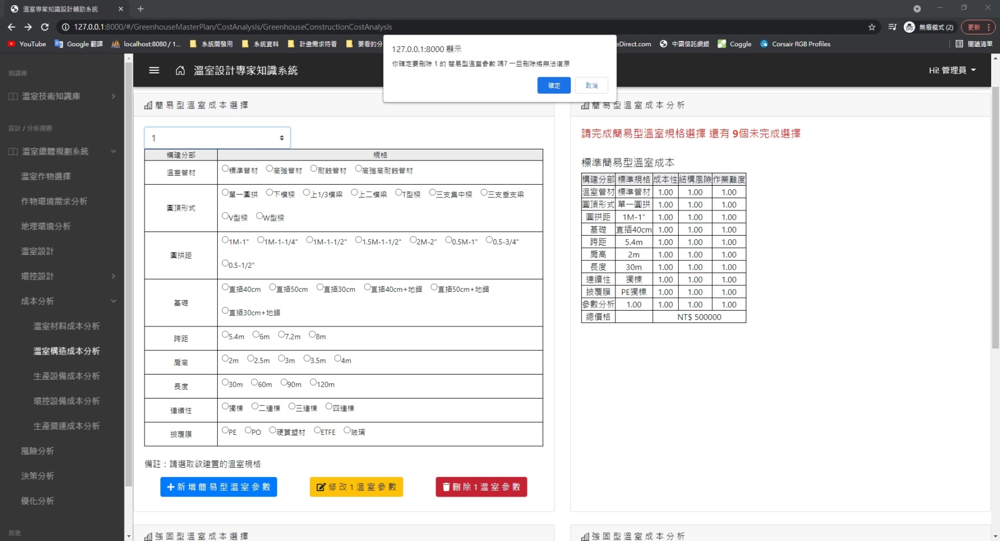 溫室專家知識設計輔助系統
127.0.0.1:8000/#/GreenhouseMasterPlan/CostAnalysis/GreenhouseConstructionCostAnalysis
無痕模式 (2)
更新
YouTube
Google 翻譯
localhost:8080 / 1...
系統開發用
系統資料
計畫需求待看
要看的分
eDirect.com
中國信託網銀
Coggle
Corsair RGB Profiles
閱讀清單
127.0.0.1:8000 顯示
你確定要刪除 1 的 簡易型溫室參數 嗎? 一旦刪除將無法復原
確定
取消
溫室設計專家知識系統
Hi! 管理員
知識庫
溫室技術知識庫
設計 / 分析規劃
溫室總體規劃系統
溫室作物選擇
作物環境需求分析
地理環境分析
溫室設計
環控設計
成本分析
溫室材料成本分析
溫室構造成本分析
生產設備成本分析
環控設備成本分析
生產營運成本分析
風險分析
決策分析
優化分析
其他
簡易型溫室成本選擇
1
構建分部 規格
溫室管材 標準管材 高強管材 耐蝕管材 高強高耐蝕管材
圓頂形式 單一圓拱 下橫樑 上1/3橫梁 上二橫梁 T型樑 三支集中樑 三支垂支梁
V型樑 W型樑
圓拱距 1M-1" 1M-1-1/4" 1M-1-1/2" 1.5M-1-1/2" 2M-2" 0.5M-1" 0.5-3/4"
0.5-1/2"
基礎 直插40cm 直插50cm 直插30cm 直插40cm+地錨 直插50cm+地錨
直插30cm+地錨
跨距 5.4m 6m 7.2m 8m
肩高 2m 2.5m 3m 3.5m 4m
長度 30m 60m 90m 120m
連續性 獨棟 二連棟 三連棟 四連棟
披覆膜 PE PO 硬質塑材 ETFE 玻璃
備註：請選取欲建置的溫室規格
新增簡易型溫室參數
修改1溫室參數
刪除1溫室參數
簡易型溫室成本分析
請完成簡易型溫室規格選擇 還有 9個未完成選擇
標準簡易型溫室成本
構建分部 標準規格 成本性 結構風險 作業難度
溫室管材 標準管材 1.00 1.00 1.00
圓頂形式 單一圓拱 1.00 1.00 1.00
圓拱距 1M-1" 1.00 1.00 1.00
基礎 直插40cm 1.00 1.00 1.00
跨距 5.4m 1.00 1.00 1.00
肩高 2m 1.00 1.00 1.00
長度 30m 1.00 1.00 1.00
連續性 獨棟 1.00 1.00 1.00
披覆膜 PE獨棟 1.00 1.00 1.00
參數分析 1.00 1.00 1.00 1.00
總價格 NT$ 500000
強固型溫室成本選擇
強固型溫室成本分析